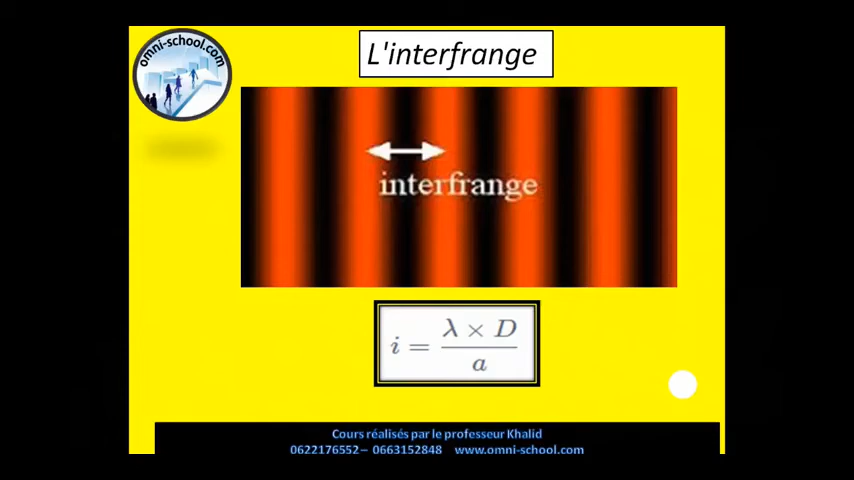 omni-school.com
L'interfrange
interfrange
i = λ × D / a
Cours réalisés par le professeur Khalid
0622176552 – 0663152848 www.omni-school.com